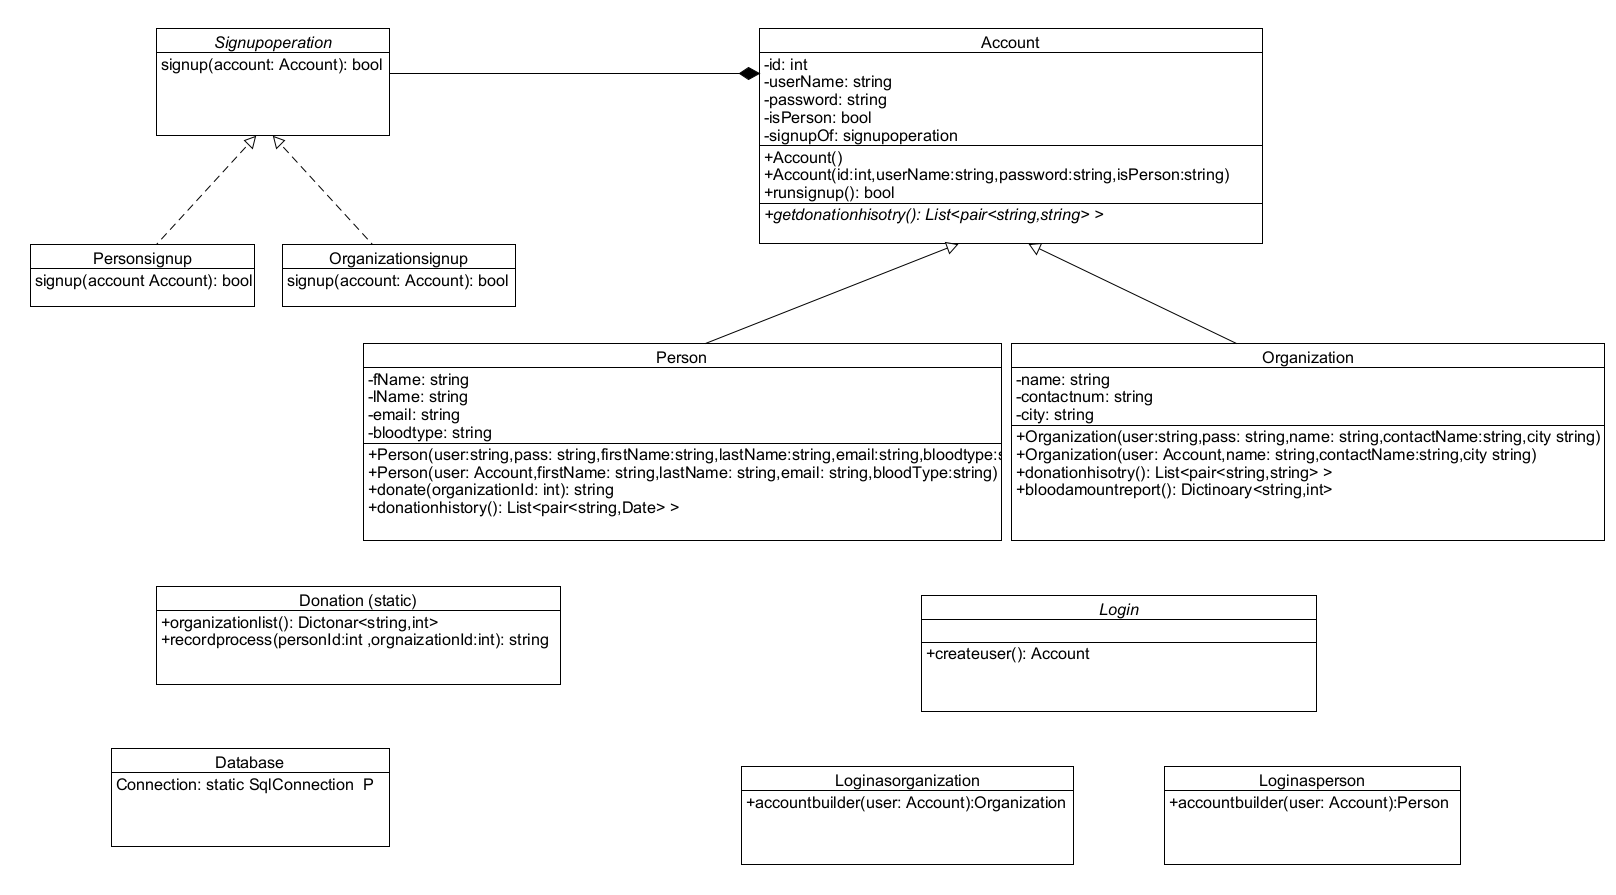 Signupoperation
signup(account: Account): bool
Account
-id: int
-userName: string
-password: string
-isPerson: bool
-signupOf: signupoperation
+Account()
+Account(id:int,userName:string,password:string,isPerson:string)
+runsignup(): bool
+getdonationhisotry(): List<pair<string,string> >
Personsignup
signup(account Account): bool
Organizationsignup
signup(account: Account): bool
Person
-fName: string
-lName: string
-email: string
-bloodtype: string
+Person(user:string,pass: string,firstName:string,lastName:string,email:string,bloodtype:s
+Person(user: Account,firstName: string,lastName: string,email: string,bloodType:string)
+donate(organizationId: int): string
+donationhistory(): List<pair<string,Date> >
Organization
-name: string
-contactnum: string
-city: string
+Organization(user:string,pass: string,name: string,contactName:string,city string)
+Organization(user: Account,name: string,contactName:string,city string)
+donationhisotry(): List<pair<string,string> >
+bloodamountreport(): Dictinoary<string,int>
Donation (static)
+organizationlist(): Dictonar<string,int>
+recordprocess(personId:int ,orgnaizationId:int): string
Login
+createuser(): Account
Database
Connection: static SqlConnection  P
Loginasorganization
+accountbuilder(user: Account):Organization
Loginasperson
+accountbuilder(user: Account):Person